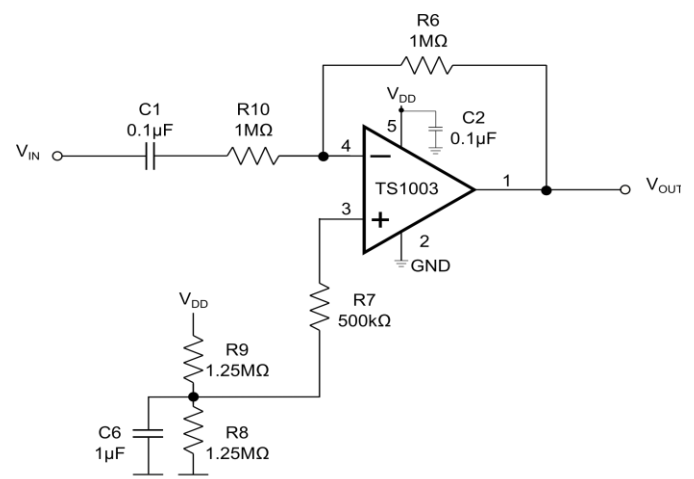 R6
1MΩ
VDD
C1
0.1µF
R10
1MΩ
C2
0.1µF
5
VIN
4
TS1003
1
VOUT
3
2
GND
R7
500kΩ
VDD
R9
1.25MΩ
C6
1µF
R8
1.25MΩ